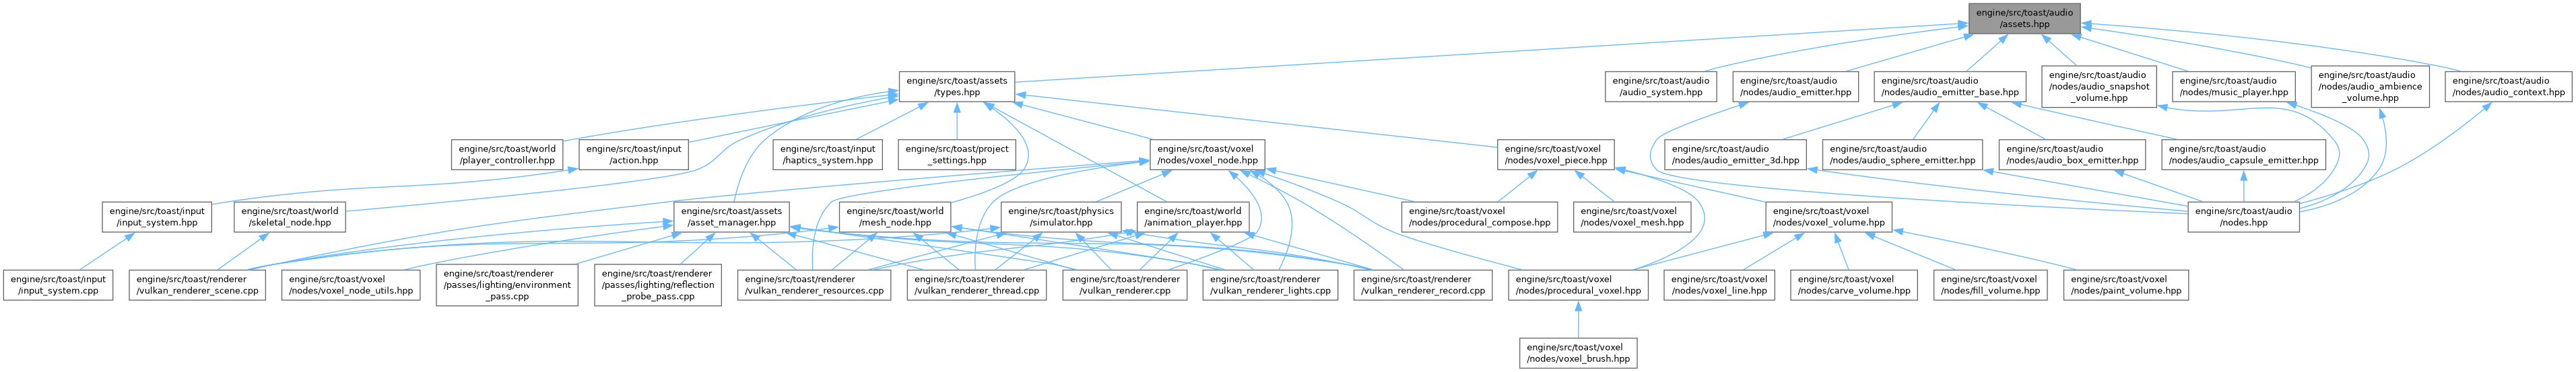 engine/src/toast/audio
/assets.hpp
engine/src/toast/assets
/types.hpp
engine/src/toast/audio
/audio_system.hpp
engine/src/toast/audio
/nodes/audio_emitter.hpp
engine/src/toast/audio
/nodes/audio_emitter_base.hpp
engine/src/toast/audio
/nodes/audio_snapshot
_volume.hpp
engine/src/toast/audio
/nodes/music_player.hpp
engine/src/toast/audio
/nodes/audio_ambience
_volume.hpp
engine/src/toast/audio
/nodes/audio_context.hpp
engine/src/toast/world
/player_controller.hpp
engine/src/toast/input
/action.hpp
engine/src/toast/input
/haptics_system.hpp
engine/src/toast/project
_settings.hpp
engine/src/toast/voxel
/nodes/voxel_node.hpp
engine/src/toast/voxel
/nodes/voxel_piece.hpp
engine/src/toast/audio
/nodes/audio_emitter_3d.hpp
engine/src/toast/audio
/nodes/audio_sphere_emitter.hpp
engine/src/toast/audio
/nodes/audio_box_emitter.hpp
engine/src/toast/audio
/nodes/audio_capsule_emitter.hpp
engine/src/toast/input
/input_system.hpp
engine/src/toast/world
/skeletal_node.hpp
engine/src/toast/assets
/asset_manager.hpp
engine/src/toast/world
/mesh_node.hpp
engine/src/toast/physics
/simulator.hpp
engine/src/toast/world
/animation_player.hpp
engine/src/toast/voxel
/nodes/procedural_compose.hpp
engine/src/toast/voxel
/nodes/voxel_mesh.hpp
engine/src/toast/voxel
/nodes/voxel_volume.hpp
engine/src/toast/audio
/nodes.hpp
engine/src/toast/input
/input_system.cpp
engine/src/toast/renderer
/vulkan_renderer_scene.cpp
engine/src/toast/voxel
/nodes/voxel_node_utils.hpp
engine/src/toast/renderer
/passes/lighting/environment
_pass.cpp
engine/src/toast/renderer
/passes/lighting/reflection
_probe_pass.cpp
engine/src/toast/renderer
/vulkan_renderer_resources.cpp
engine/src/toast/renderer
/vulkan_renderer_thread.cpp
engine/src/toast/renderer
/vulkan_renderer.cpp
engine/src/toast/renderer
/vulkan_renderer_lights.cpp
engine/src/toast/renderer
/vulkan_renderer_record.cpp
engine/src/toast/voxel
/nodes/procedural_voxel.hpp
engine/src/toast/voxel
/nodes/voxel_line.hpp
engine/src/toast/voxel
/nodes/carve_volume.hpp
engine/src/toast/voxel
/nodes/fill_volume.hpp
engine/src/toast/voxel
/nodes/paint_volume.hpp
engine/src/toast/voxel
/nodes/voxel_brush.hpp